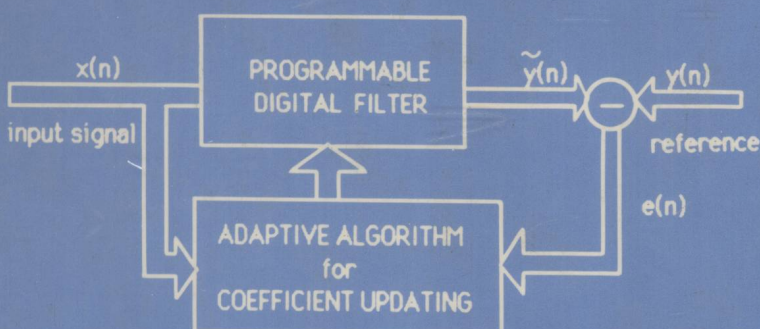 x(n)
input signal
PROGRAMMABLE
DIGITAL FILTER
ỹ(n)
−
y(n)
reference
e(n)
ADAPTIVE ALGORITHM
for
COEFFICIENT UPDATING